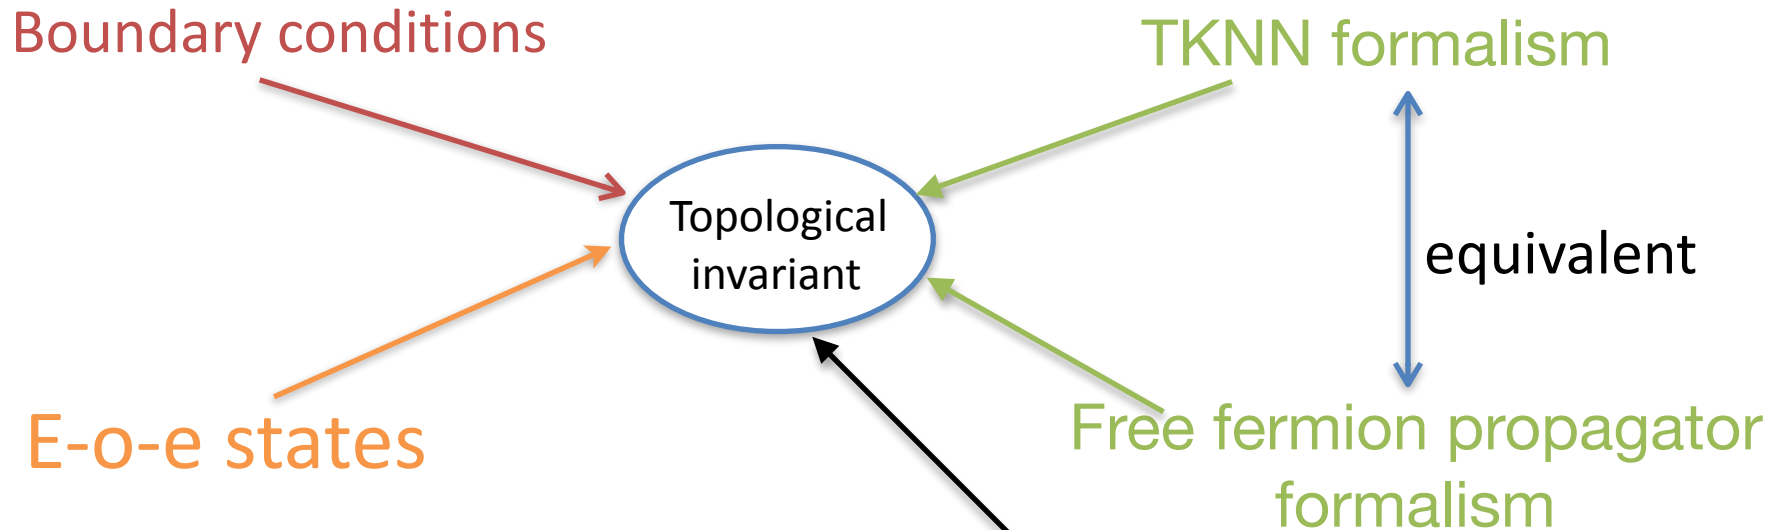 Boundary conditions
TKNN formalism
Topological
invariant
equivalent
E-o-e states
Free fermion propagator
formalism